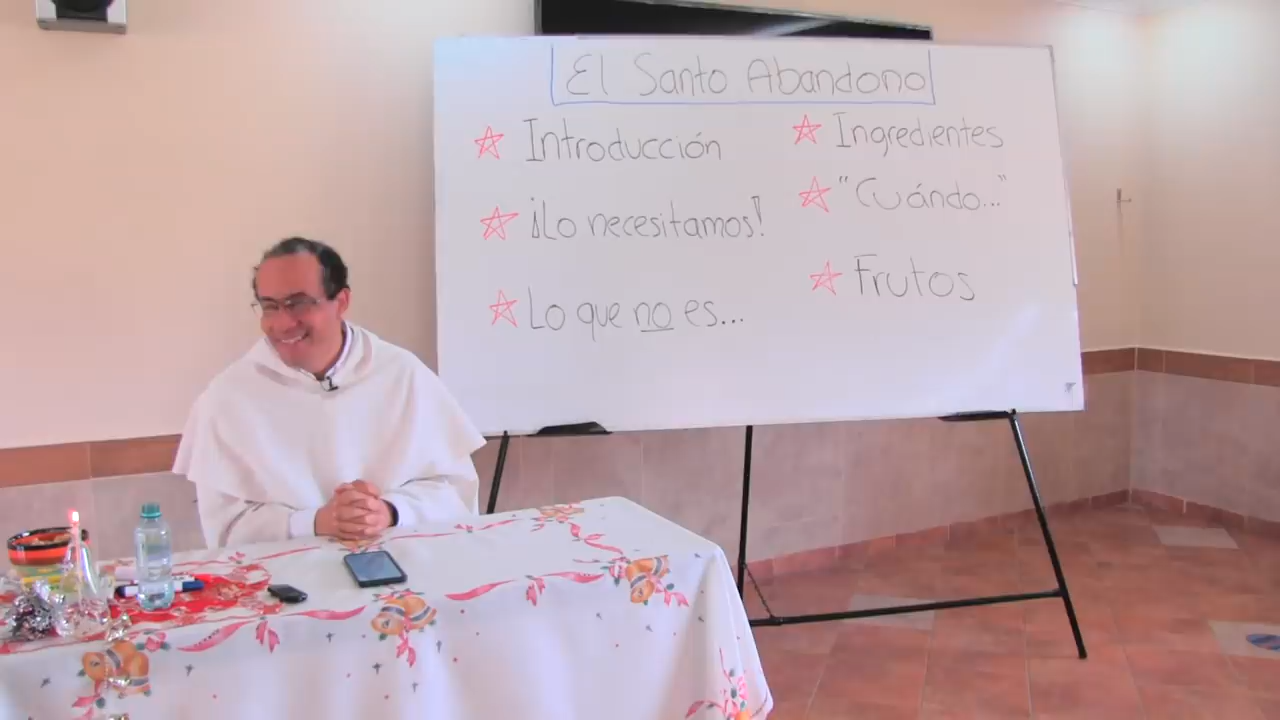 El Santo Abandono
Introducción
¡Lo necesitamos!
Lo que no es...
Ingredientes
"Cuándo..."
Frutos